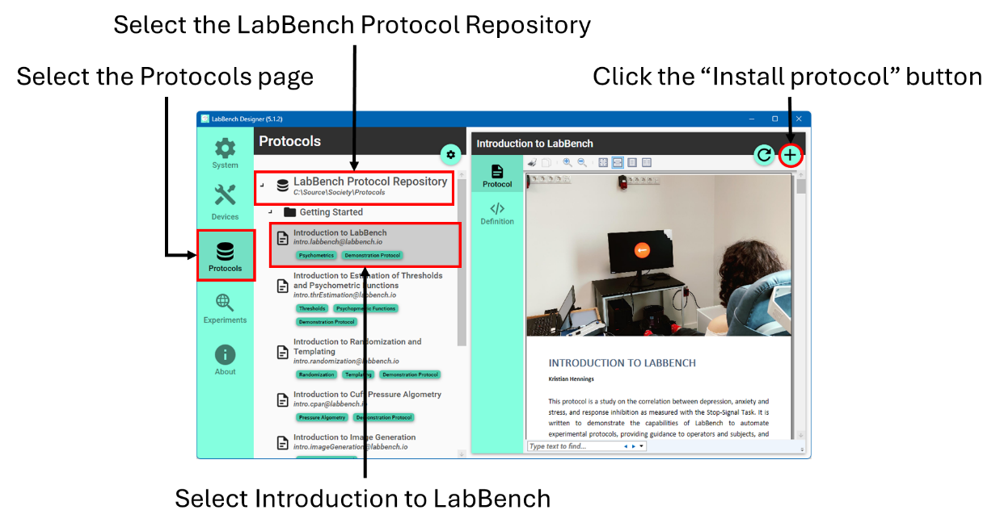 Select the LabBench Protocol Repository
Select the Protocols page
Click the “Install protocol” button
LabBench Designer (5.1.2)
System
Devices
Protocols
Experiments
About
Protocols
LabBench Protocol Repository
C:\Source\Society\Protocols
Getting Started
Introduction to LabBench
intro.labbench@labbench.io
Psychometrics Demonstration Protocol
Introduction to Estimation of Thresholds
and Psychometric Functions
intro.thrEstimation@labbench.io
Thresholds Psychopmetric Functions
Demonstration Protocol
Introduction to Randomization and
Templating
intro.randomization@labbench.io
Randomization Templating Demonstration Protocol
Introduction to Cuff Pressure Algometry
intro.cpar@labbench.io
Pressure Algometry Demonstration Protocol
Introduction to Image Generation
intro.imageGeneration@labbench.io
Introduction to LabBench
Protocol
Definition
INTRODUCTION TO LABBENCH
Kristian Hennings
This protocol is a study on the correlation between depression, anxiety and
stress, and response inhibition as measured with the Stop-Signal Task. It is
written to demonstrate the capabilities of LabBench to automate
experimental protocols, providing guidance to operators and subjects, and
Type text to find...
Select Introduction to LabBench